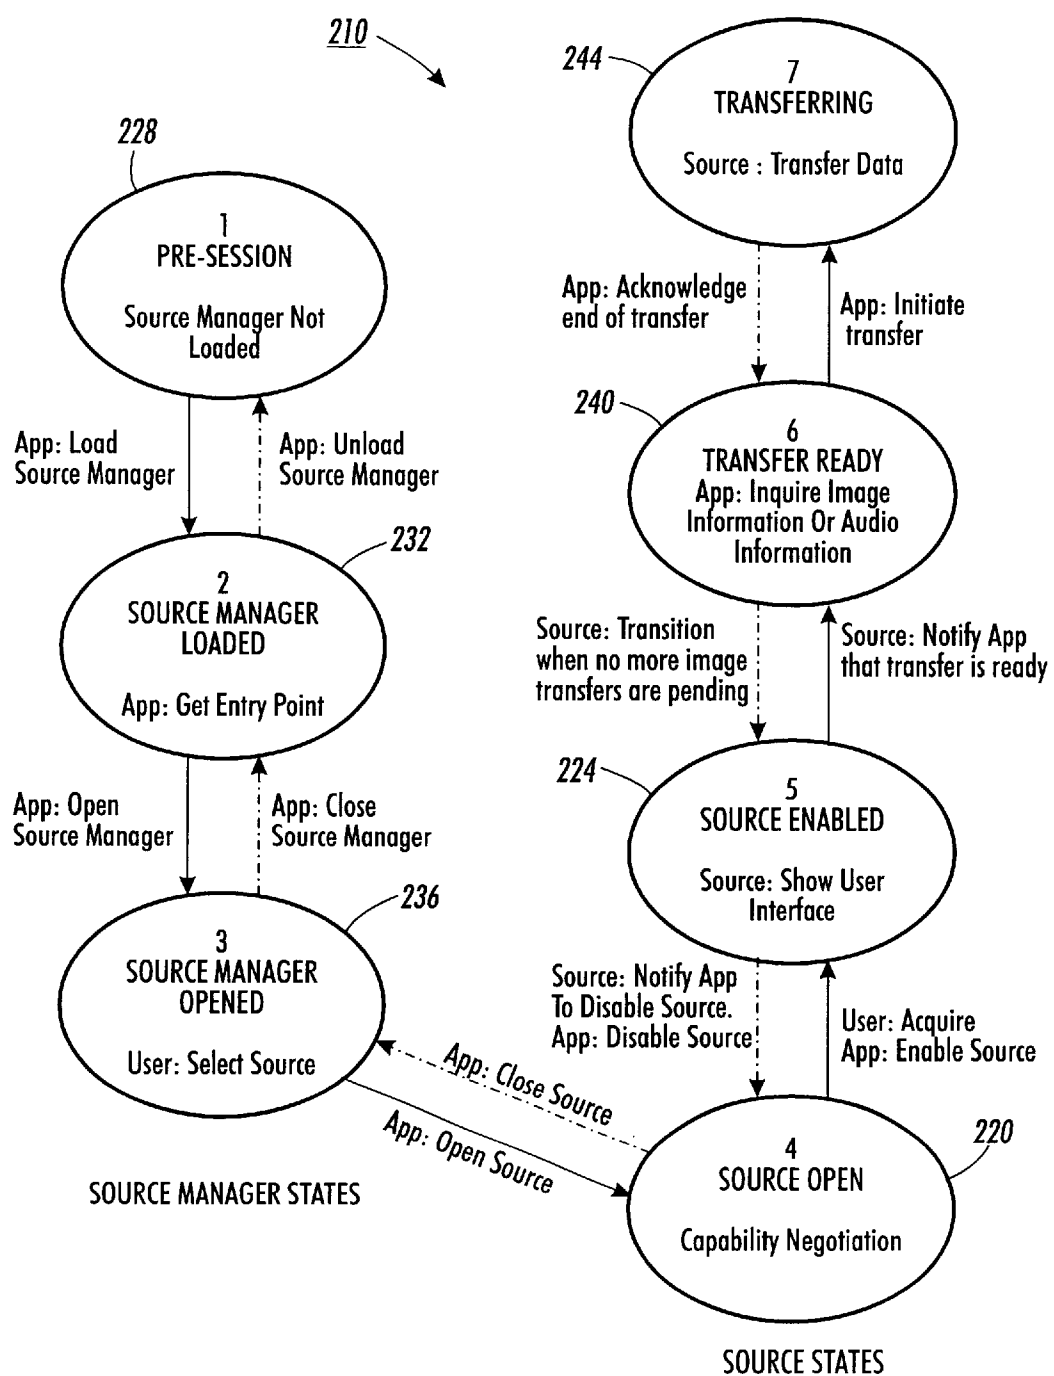 210
228
1
PRE-SESSION
Source Manager Not
Loaded
App: Load
Source Manager
App: Unload
Source Manager
232
2
SOURCE MANAGER
LOADED
App: Get Entry Point
App: Open
Source Manager
App: Close
Source Manager
236
3
SOURCE MANAGER
OPENED
User: Select Source
App: Close Source
App: Open Source
SOURCE MANAGER STATES
244
7
TRANSFERRING
Source : Transfer Data
App: Acknowledge
end of transfer
App: Initiate
transfer
240
6
TRANSFER READY
App: Inquire Image
Information Or Audio
Information
Source: Transition
when no more image
transfers are pending
Source: Notify App
that transfer is ready
224
5
SOURCE ENABLED
Source: Show User
Interface
Source: Notify App
To Disable Source.
App: Disable Source
User: Acquire
App: Enable Source
220
4
SOURCE OPEN
Capability Negotiation
SOURCE STATES